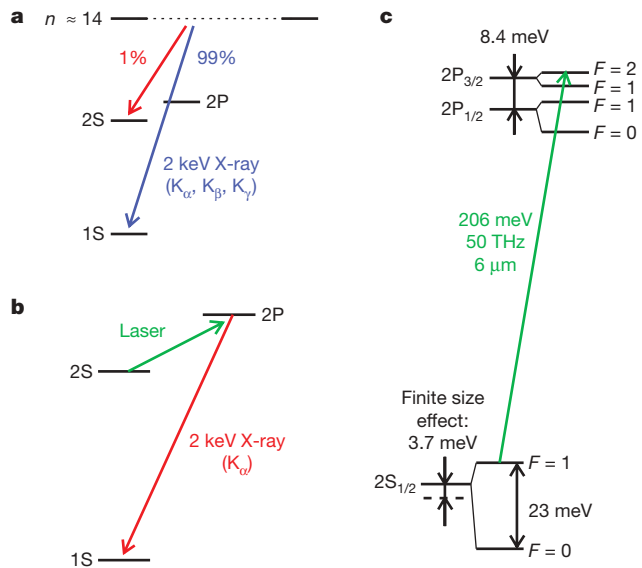 a
n ≈ 14
1%
99%
2S
2P
2 keV X-ray
(Kα, Kβ, Kγ)
1S
b
Laser
2P
2S
2 keV X-ray
(Kα)
1S
c
8.4 meV
2P3/2
F = 2
F = 1
2P1/2
F = 1
F = 0
206 meV
50 THz
6 μm
Finite size
effect:
3.7 meV
2S1/2
F = 1
23 meV
F = 0